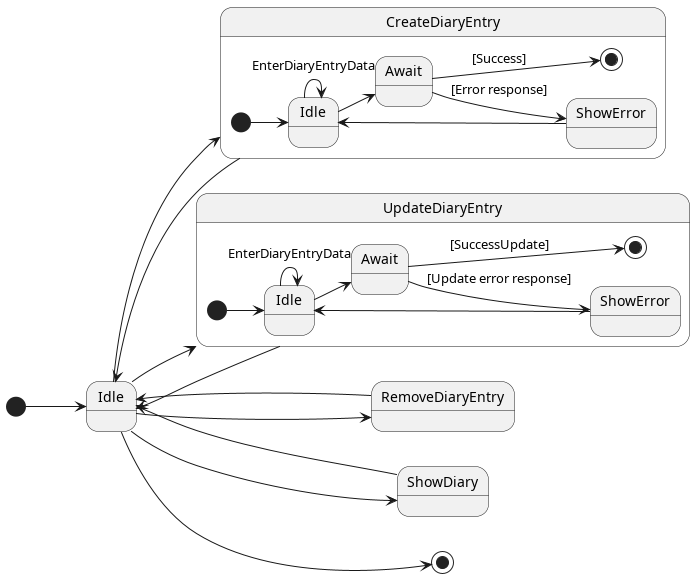 CreateDiaryEntry
EnterDiaryEntryData
Await
[Success]
[Error response]
Idle
ShowError
UpdateDiaryEntry
EnterDiaryEntryData
Await
[SuccessUpdate]
[Update error response]
Idle
ShowError
Idle
RemoveDiaryEntry
ShowDiary